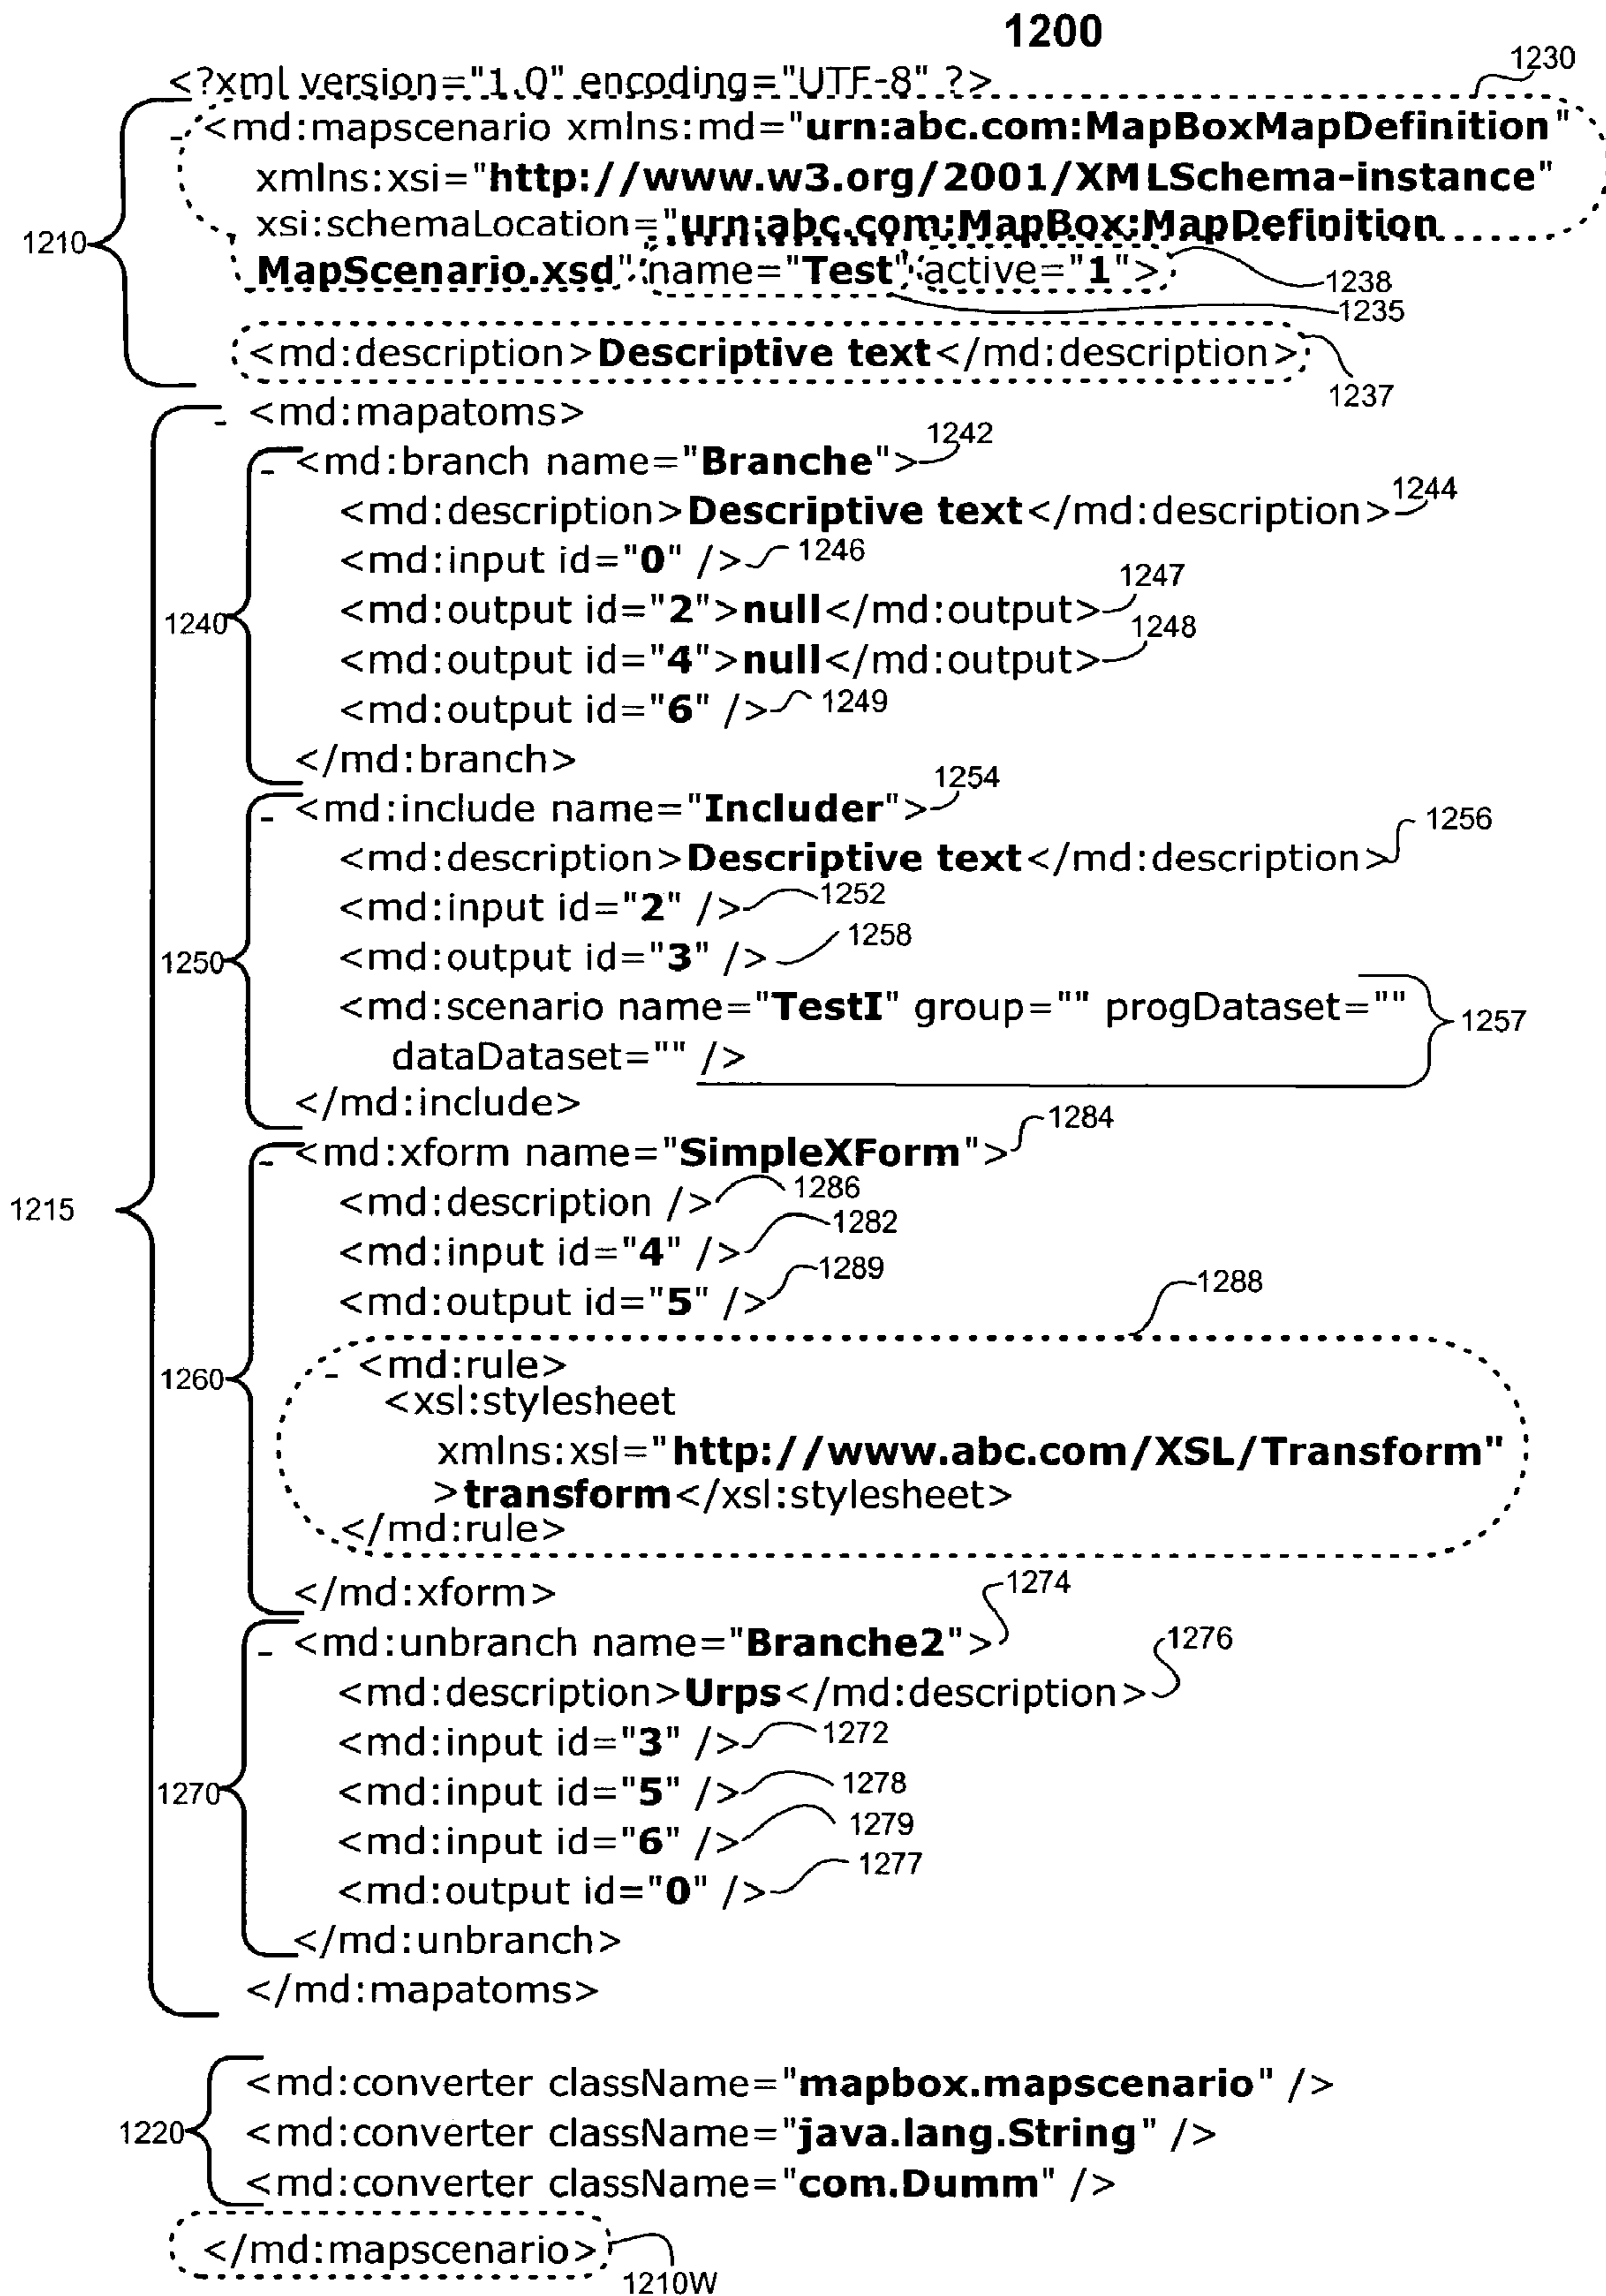 1200
1230
<?xml version="1.0" encoding="UTF-8" ?>
- <md:mapscenario xmlns:md="urn:abc.com:MapBoxMapDefinition"
xmlns:xsi="http://www.w3.org/2001/XMLSchema-instance"
1210 xsi:schemaLocation="urn:abc.com:MapBox:MapDefinition
MapScenario.xsd" name="Test" active="1"> 1238
1235
<md:description>Descriptive text</md:description>
1237
- <md:mapatoms>
- <md:branch name="Branche"> 1242
<md:description>Descriptive text</md:description> 1244
<md:input id="0" /> 1246
1240 <md:output id="2">null</md:output> 1247
<md:output id="4">null</md:output> 1248
<md:output id="6" /> 1249
</md:branch>
- <md:include name="Includer"> 1254
<md:description>Descriptive text</md:description> 1256
<md:input id="2" /> 1252
1250 <md:output id="3" /> 1258
<md:scenario name="TestI" group="" progDataset="" 1257
dataDataset="" />
</md:include>
- <md:xform name="SimpleXForm"> 1284
1215 <md:description /> 1286
<md:input id="4" /> 1282
<md:output id="5" /> 1289
1288
1260 - <md:rule>
<xsl:stylesheet
xmlns:xsl="http://www.abc.com/XSL/Transform"
>transform</xsl:stylesheet>
</md:rule>
</md:xform>
- <md:unbranch name="Branche2"> 1274
<md:description>Urps</md:description> 1276
<md:input id="3" /> 1272
1270 <md:input id="5" /> 1278
<md:input id="6" /> 1279
<md:output id="0" /> 1277
</md:unbranch>
</md:mapatoms>
<md:converter className="mapbox.mapscenario" />
1220 <md:converter className="java.lang.String" />
<md:converter className="com.Dumm" />
</md:mapscenario>
1210W